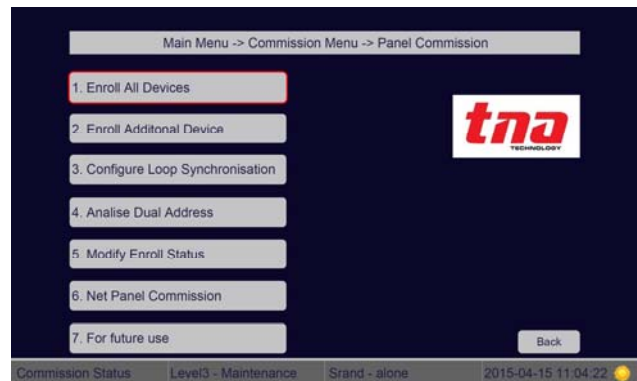 Main Menu -> Commission Menu -> Panel Commission
1. Enroll All Devices
2. Enroll Additonal Device
3. Configure Loop Synchronisation
4. Analise Dual Address
5. Modify Enroll Status
6. Net Panel Commission
7. For future use
tna
TECHNOLOGY
Back
Commission Status Level3 - Maintenance Srand - alone 2015-04-15 11:04:22